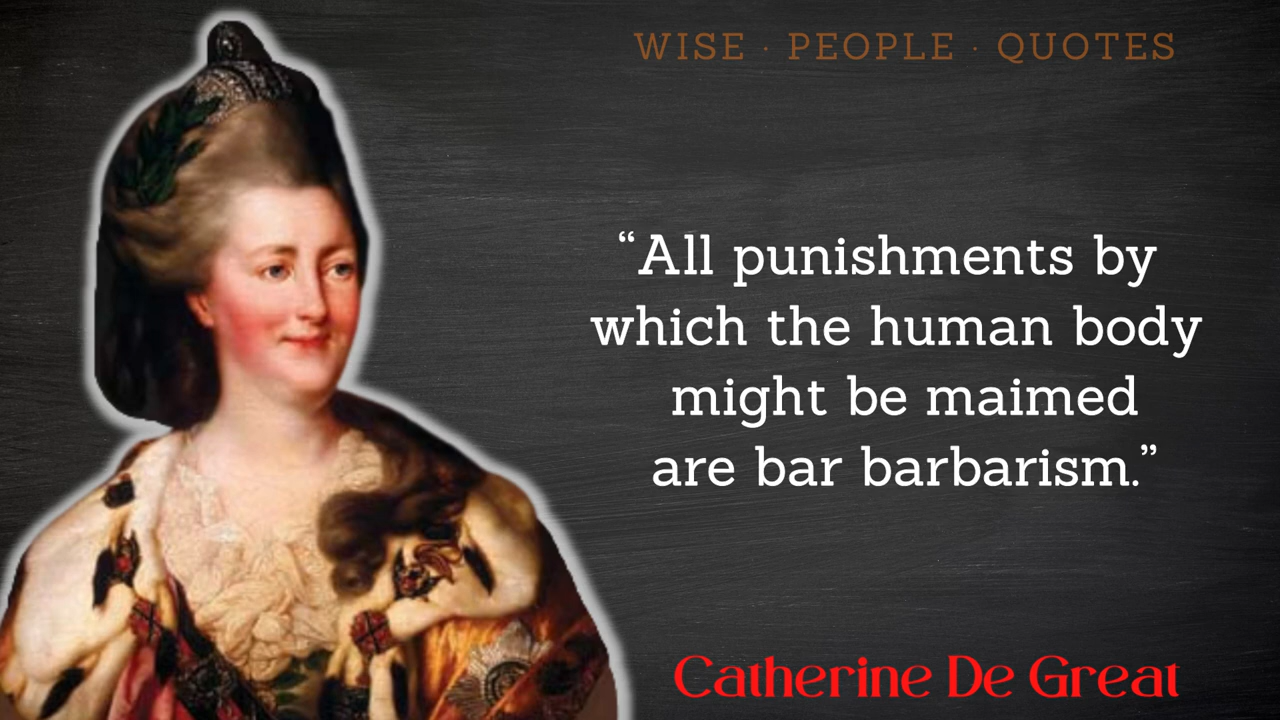 WISE · PEOPLE · QUOTES
“All punishments by
which the human body
might be maimed
are bar barbarism.”
Catherine De Great